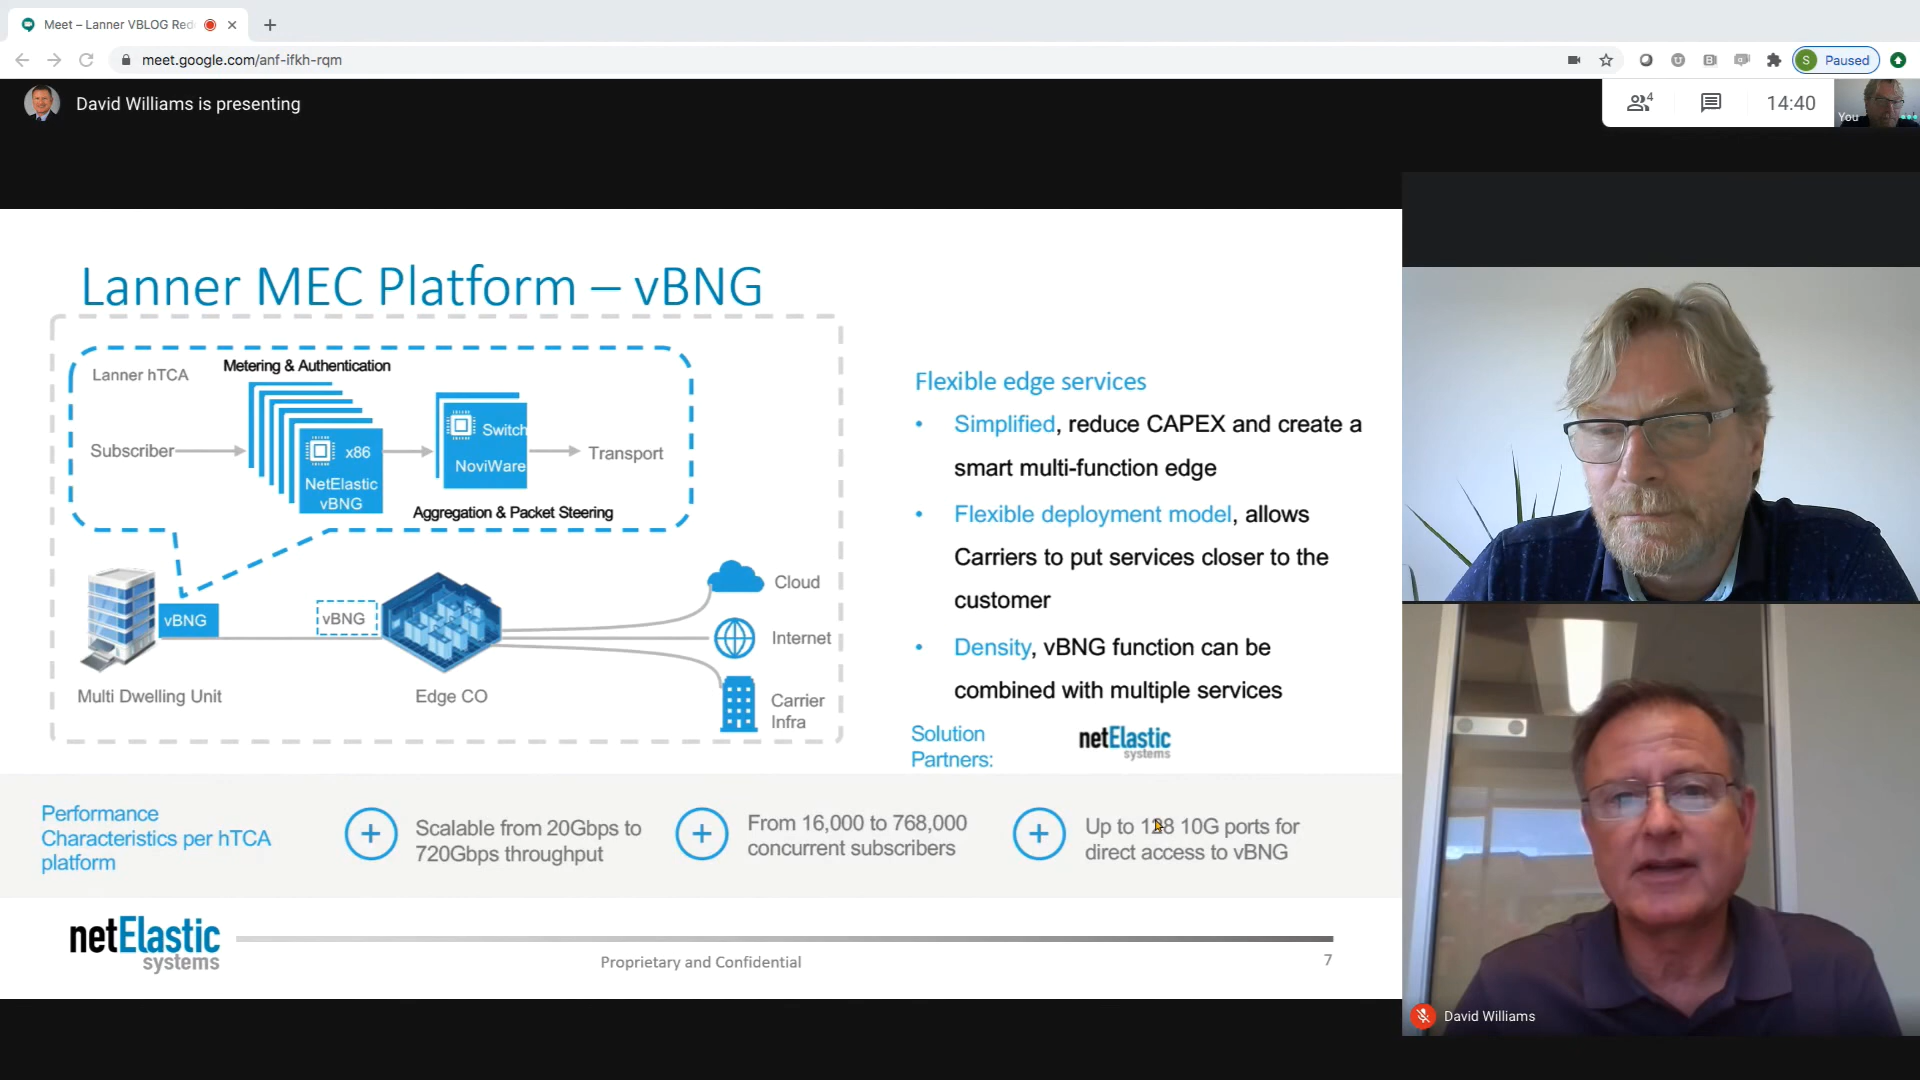 Meet – Lanner VBLOG Red
meet.google.com/anf-ifkh-rqm
S Paused
David Williams is presenting
4
14:40
You
Lanner MEC Platform – vBNG
Lanner hTCA
Metering & Authentication
Subscriber
x86
NetElastic
vBNG
Switch
NoviWare
Transport
Aggregation & Packet Steering
vBNG
vBNG
Multi Dwelling Unit
Edge CO
Cloud
Internet
Carrier
Infra
Flexible edge services
• Simplified, reduce CAPEX and create a
smart multi-function edge
• Flexible deployment model, allows
Carriers to put services closer to the
customer
• Density, vBNG function can be
combined with multiple services
Solution
Partners:
netElastic
systems
Performance
Characteristics per hTCA
platform
Scalable from 20Gbps to
720Gbps throughput
From 16,000 to 768,000
concurrent subscribers
Up to 128 10G ports for
direct access to vBNG
netElastic
systems
Proprietary and Confidential
7
David Williams